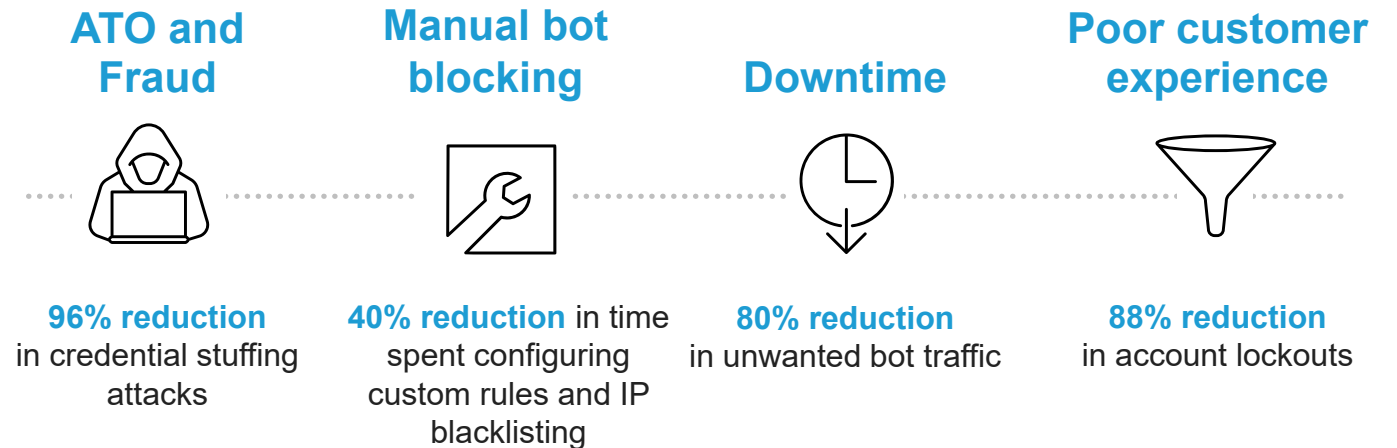 ATO and
Fraud
Manual bot
blocking
Downtime
Poor customer
experience
96% reduction
in credential stuffing
attacks
40% reduction in time
spent configuring
custom rules and IP
blacklisting
80% reduction
in unwanted bot traffic
88% reduction
in account lockouts